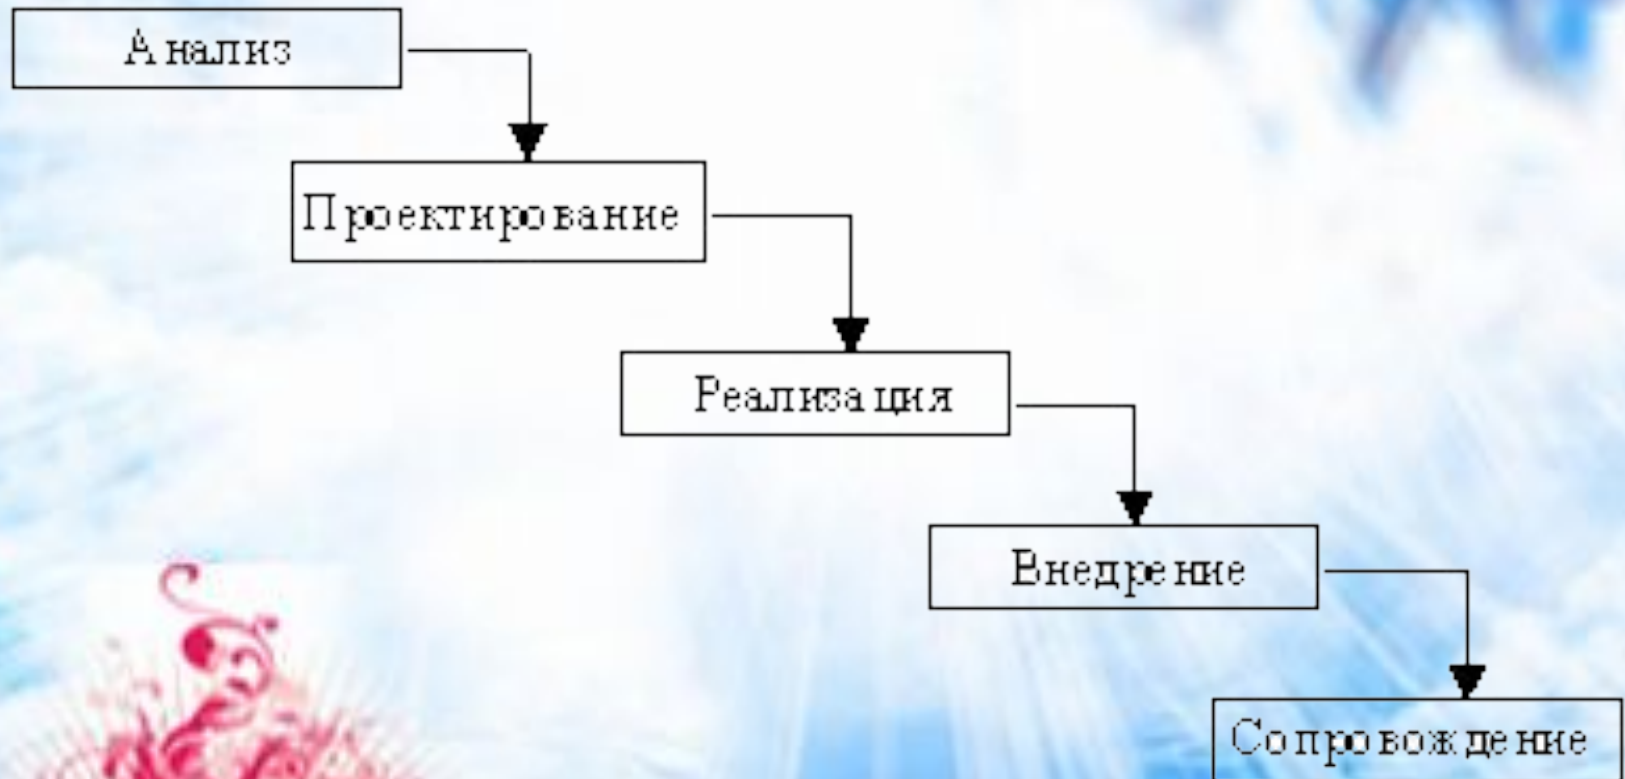 Анализ
Проектирование
Реализация
Внедрение
Сопровождение